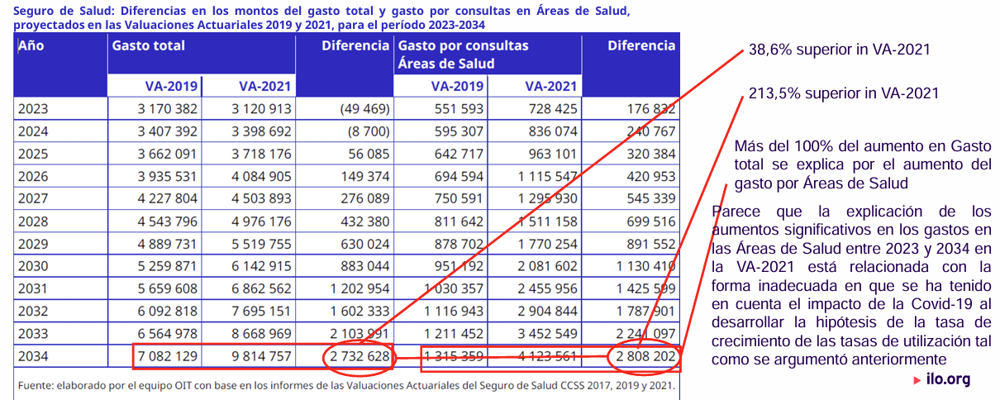 Seguro de Salud: Diferencias en los montos del gasto total y gasto por consultas en Áreas de Salud,
proyectados en las Valuaciones Actuariales 2019 y 2021, para el período 2023-2034
Año Gasto total Diferencia Gasto por consultas Diferencia
Áreas de Salud
VA-2019 VA-2021 VA-2019 VA-2021
2023 3 170 382 3 120 913 (49 469) 551 593 728 425 176 832
2024 3 407 392 3 398 692 (8 700) 595 307 836 074 240 767
2025 3 662 091 3 718 176 56 085 642 717 963 101 320 384
2026 3 935 531 4 084 905 149 374 694 594 1 115 547 420 953
2027 4 227 804 4 503 893 276 089 750 591 1 295 930 545 339
2028 4 543 796 4 976 176 432 380 811 642 1 511 158 699 516
2029 4 889 731 5 519 755 630 024 878 702 1 770 254 891 552
2030 5 259 871 6 142 915 883 044 951 192 2 081 602 1 130 410
2031 5 659 608 6 862 562 1 202 954 1 030 357 2 455 956 1 425 599
2032 6 092 818 7 695 151 1 602 333 1 116 943 2 904 844 1 787 901
2033 6 564 978 8 668 969 2 103 991 1 211 452 3 452 549 2 241 097
2034 7 082 129 9 814 757 2 732 628 1 315 359 4 123 561 2 808 202
Fuente: elaborado por el equipo OIT con base en los informes de las Valuaciones Actuariales del Seguro de Salud CCSS 2017, 2019 y 2021.
38,6% superior in VA-2021
213,5% superior in VA-2021
Más del 100% del aumento en Gasto
total se explica por el aumento del
gasto por Áreas de Salud
Parece que la explicación de los
aumentos significativos en los gastos en
las Áreas de Salud entre 2023 y 2034 en
la VA-2021 está relacionada con la
forma inadecuada en que se ha tenido
en cuenta el impacto de la Covid-19 al
desarrollar la hipótesis de la tasa de
crecimiento de las tasas de utilización tal
como se argumentó anteriormente
ilo.org